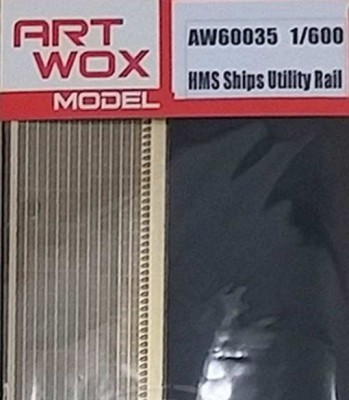 ART
WOX
MODEL
AW60035 1/600
HMS Ships Utility Rail